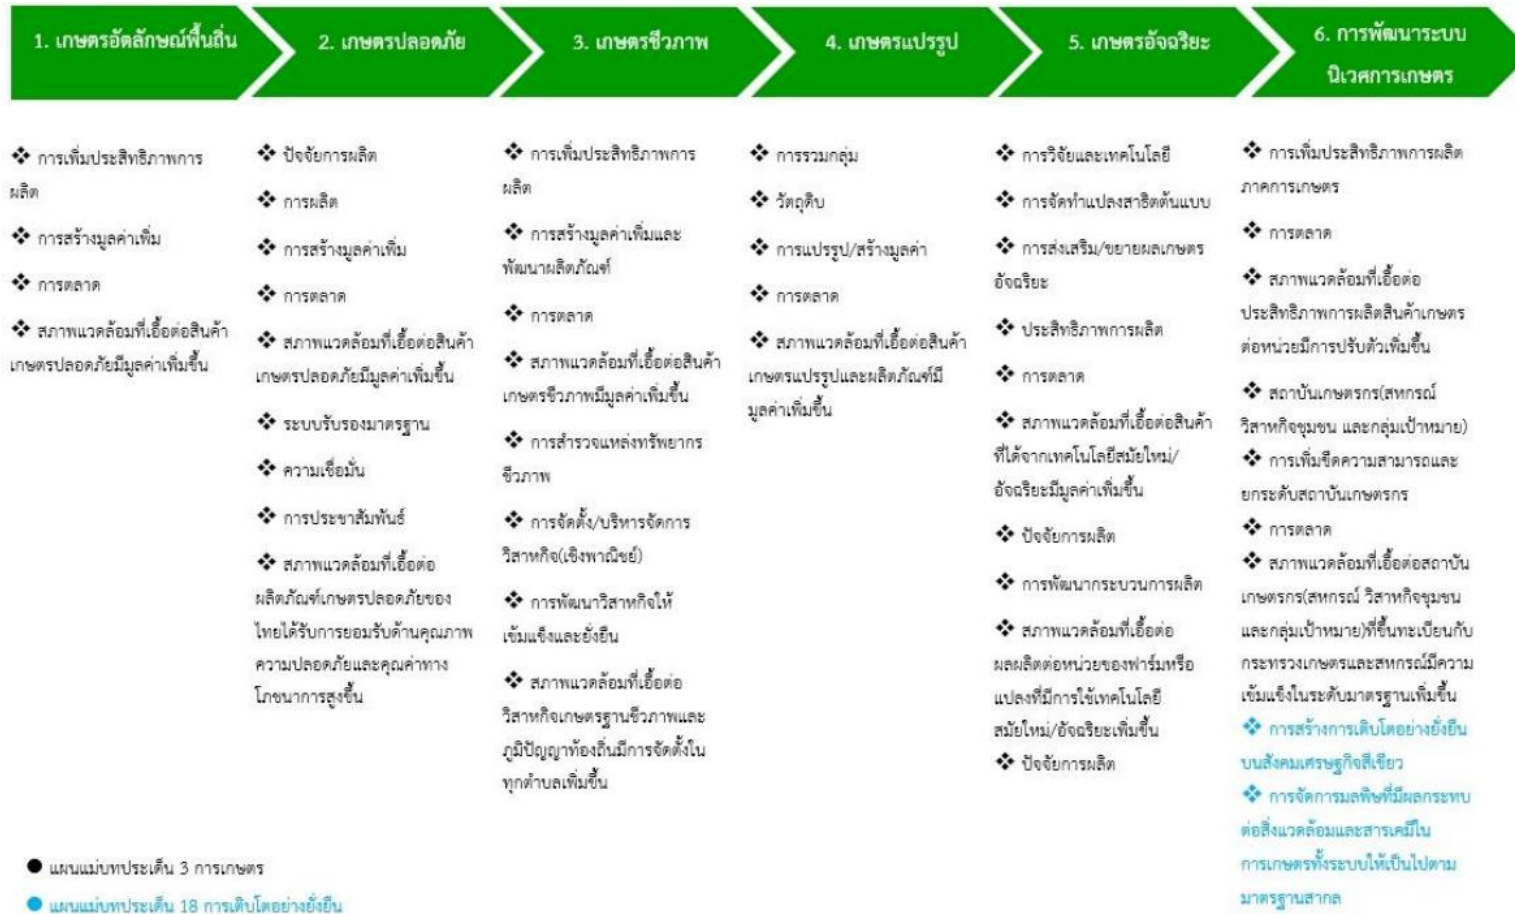 1. เกษตรอัตลักษณ์พื้นถิ่น
2. เกษตรปลอดภัย
3. เกษตรชีวภาพ
4. เกษตรแปรรูป
5. เกษตรอัจฉริยะ
6. การพัฒนาระบบ
นิเวศการเกษตร
❖ การเพิ่มประสิทธิภาพการ
ผลิต
❖ การสร้างมูลค่าเพิ่ม
❖ การตลาด
❖ สภาพแวดล้อมที่เอื้อต่อสินค้า
เกษตรปลอดภัยมีมูลค่าเพิ่มขึ้น
❖ ปัจจัยการผลิต
❖ การผลิต
❖ การสร้างมูลค่าเพิ่ม
❖ การตลาด
❖ สภาพแวดล้อมที่เอื้อต่อสินค้า
เกษตรปลอดภัยมีมูลค่าเพิ่มขึ้น
❖ ระบบรับรองมาตรฐาน
❖ ความเชื่อมั่น
❖ การประชาสัมพันธ์
❖ สภาพแวดล้อมที่เอื้อต่อ
ผลิตภัณฑ์เกษตรปลอดภัยของ
ไทยได้รับการยอมรับด้านคุณภาพ
ความปลอดภัยและคุณค่าทาง
โภชนาการสูงขึ้น
❖ การเพิ่มประสิทธิภาพการ
ผลิต
❖ การสร้างมูลค่าเพิ่มและ
พัฒนาผลิตภัณฑ์
❖ การตลาด
❖ สภาพแวดล้อมที่เอื้อต่อสินค้า
เกษตรชีวภาพมีมูลค่าเพิ่มขึ้น
❖ การสำรวจแหล่งทรัพยากร
ชีวภาพ
❖ การจัดตั้ง/บริหารจัดการ
วิสาหกิจ(เชิงพาณิชย์)
❖ การพัฒนาวิสาหกิจให้
เข้มแข็งและยั่งยืน
❖ สภาพแวดล้อมที่เอื้อต่อ
วิสาหกิจเกษตรฐานชีวภาพและ
ภูมิปัญญาท้องถิ่นมีการจัดตั้งใน
ทุกตำบลเพิ่มขึ้น
❖ การรวมกลุ่ม
❖ วัตถุดิบ
❖ การแปรรูป/สร้างมูลค่า
❖ การตลาด
❖ สภาพแวดล้อมที่เอื้อต่อสินค้า
เกษตรแปรรูปและผลิตภัณฑ์มี
มูลค่าเพิ่มขึ้น
❖ การวิจัยและเทคโนโลยี
❖ การจัดทำแปลงสาธิตต้นแบบ
❖ การส่งเสริม/ขยายผลเกษตร
อัจฉริยะ
❖ ประสิทธิภาพการผลิต
❖ การตลาด
❖ สภาพแวดล้อมที่เอื้อต่อสินค้า
ที่ได้จากเทคโนโลยีสมัยใหม่/
อัจฉริยะมีมูลค่าเพิ่มขึ้น
❖ ปัจจัยการผลิต
❖ การพัฒนากระบวนการผลิต
❖ สภาพแวดล้อมที่เอื้อต่อ
ผลผลิตต่อหน่วยของฟาร์มหรือ
แปลงที่มีการใช้เทคโนโลยี
สมัยใหม่/อัจฉริยะเพิ่มขึ้น
❖ ปัจจัยการผลิต
❖ การเพิ่มประสิทธิภาพการผลิต
ภาคการเกษตร
❖ การตลาด
❖ สภาพแวดล้อมที่เอื้อต่อ
ประสิทธิภาพการผลิตสินค้าเกษตร
ต่อหน่วยมีการปรับตัวเพิ่มขึ้น
❖ สถาบันเกษตรกร(สหกรณ์
วิสาหกิจชุมชน และกลุ่มเป้าหมาย)
❖ การเพิ่มขีดความสามารถและ
ยกระดับสถาบันเกษตรกร
❖ การตลาด
❖ สภาพแวดล้อมที่เอื้อต่อสถาบัน
เกษตรกร(สหกรณ์ วิสาหกิจชุมชน
และกลุ่มเป้าหมาย)ที่ขึ้นทะเบียนกับ
กระทรวงเกษตรและสหกรณ์มีความ
เข้มแข็งในระดับมาตรฐานเพิ่มขึ้น
❖ การสร้างการเติบโตอย่างยั่งยืน
บนสังคมเศรษฐกิจสีเขียว
❖ การจัดการมลพิษที่มีผลกระทบ
ต่อสิ่งแวดล้อมและสารเคมีใน
การเกษตรทั้งระบบให้เป็นไปตาม
มาตรฐานสากล
● แผนแม่บทประเด็น 3 การเกษตร
● แผนแม่บทประเด็น 18 การเติบโตอย่างยั่งยืน